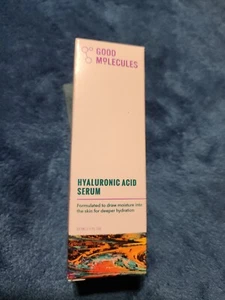 GOOD
MOLECULES
HYALURONIC ACID
SERUM
Formulated to draw moisture into
the skin for deeper hydration